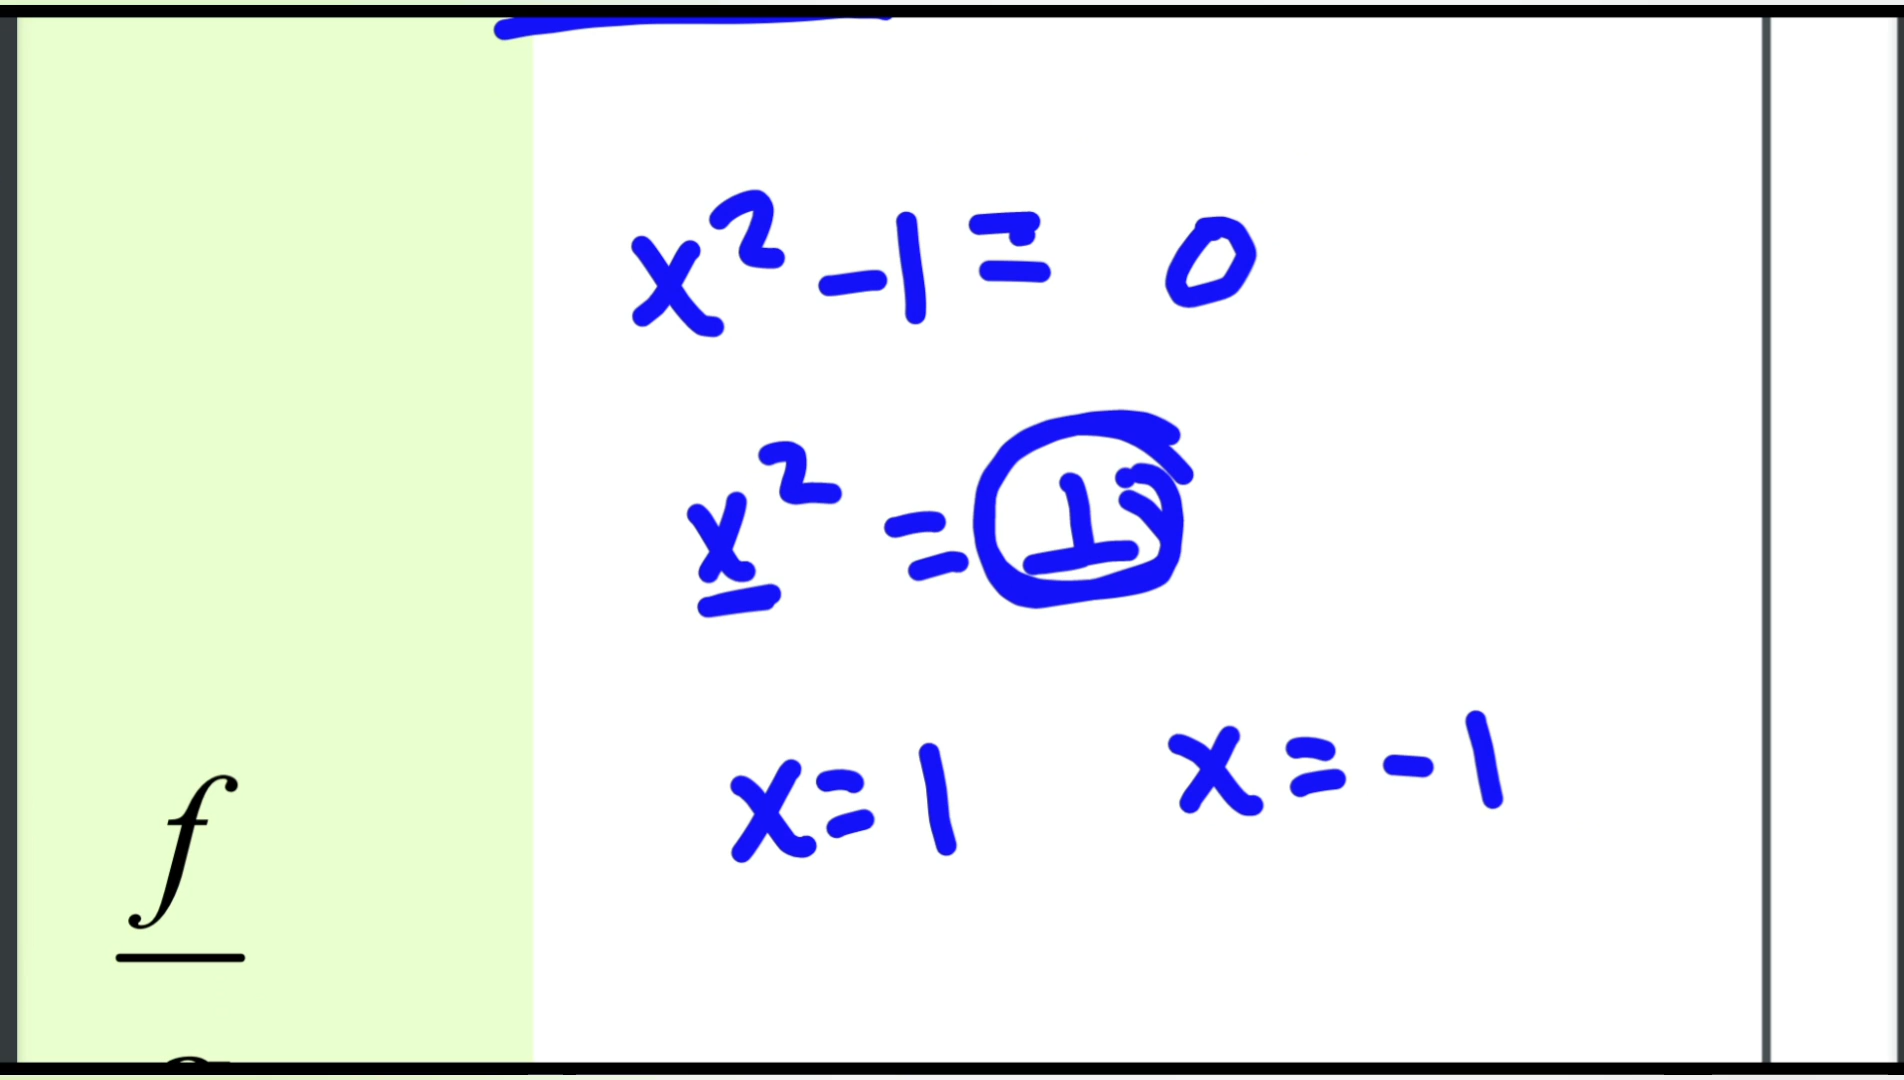 x² - 1 = 0
x² = 1
x = 1    x = -1
f